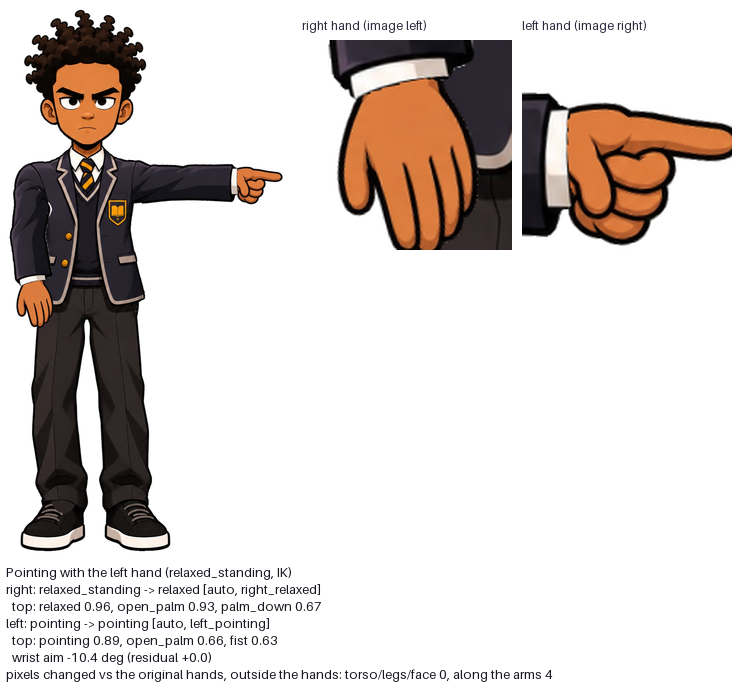 right hand (image left)
left hand (image right)
Pointing with the left hand (relaxed_standing, IK)
right: relaxed_standing -> relaxed [auto, right_relaxed]
top: relaxed 0.96, open_palm 0.93, palm_down 0.67
left: pointing -> pointing [auto, left_pointing]
top: pointing 0.89, open_palm 0.66, fist 0.63
wrist aim -10.4 deg (residual +0.0)
pixels changed vs the original hands, outside the hands: torso/legs/face 0, along the arms 4